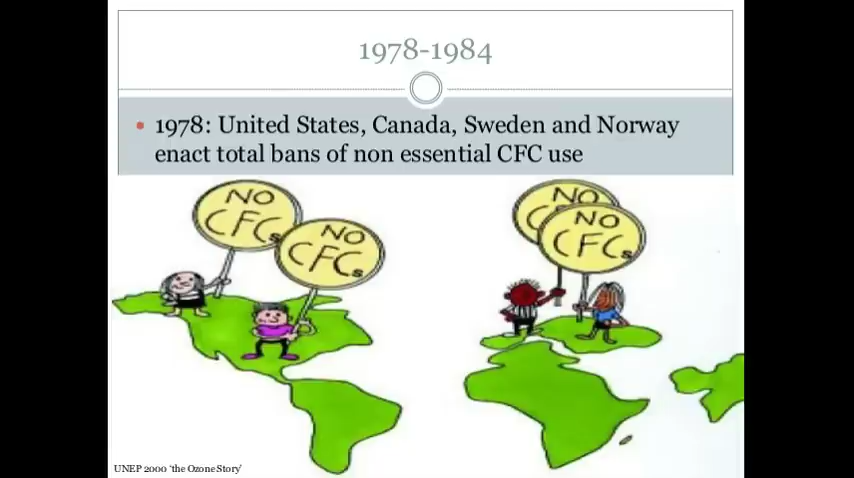 1978-1984
• 1978: United States, Canada, Sweden and Norway
enact total bans of non essential CFC use
NO
CFCs
NO
CFCs
NO
C
NO
CFCs
UNEP 2000 'the Ozone Story'